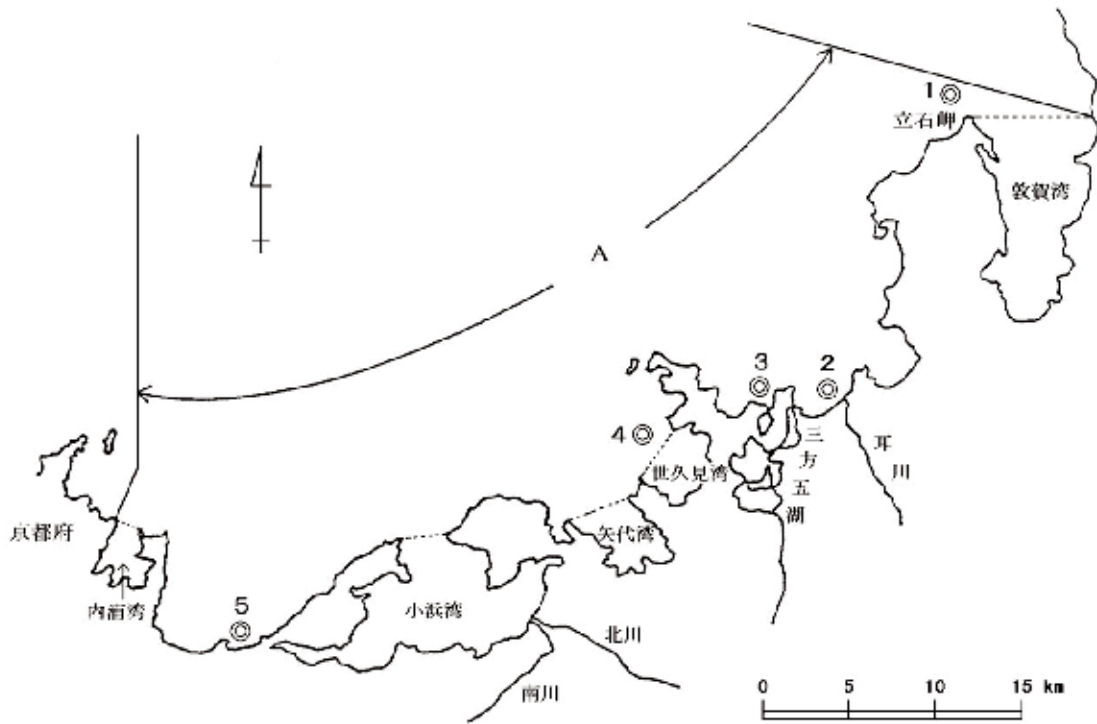 1
立石岬
敦賀湾
A
3
2
4
三方五湖
耳川
世久見湾
京都府
矢代湾
内浦湾
5
小浜湾
北川
南川
0 5 10 15 km